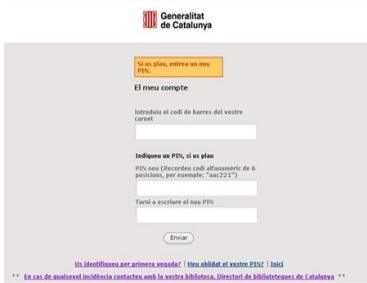 Generalitat
de Catalunya
Si us plau, entreu un nou
PIN.
El meu compte
Introduïu el codi de barres del vostre
carnet
Indiqueu un PIN, si us plau
PIN nou (Recordeu codi alfanumèric de 6
posicions, per exemple: "aac221")
Torni a escriure el nou PIN
Enviar
Us identifiqueu per primera vegada? | Heu oblidat el vostre PIN? | Inici
** En cas de qualsevol incidència contacteu amb la vostra biblioteca. Directori de biblioteteques de Catalunya **